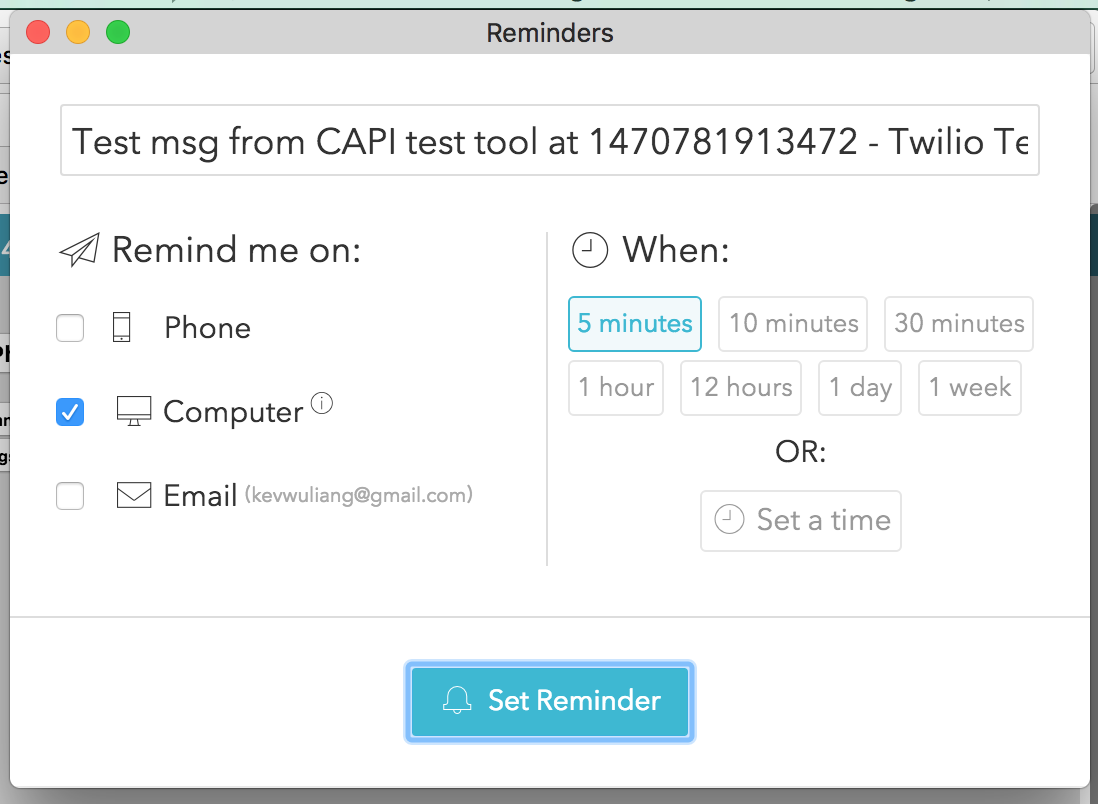 Reminders
Test msg from CAPI test tool at 1470781913472 - Twilio Te
Remind me on:
Phone
Computer
Email (kevwuliang@gmail.com)
When:
5 minutes 10 minutes 30 minutes
1 hour 12 hours 1 day 1 week
OR:
Set a time
Set Reminder